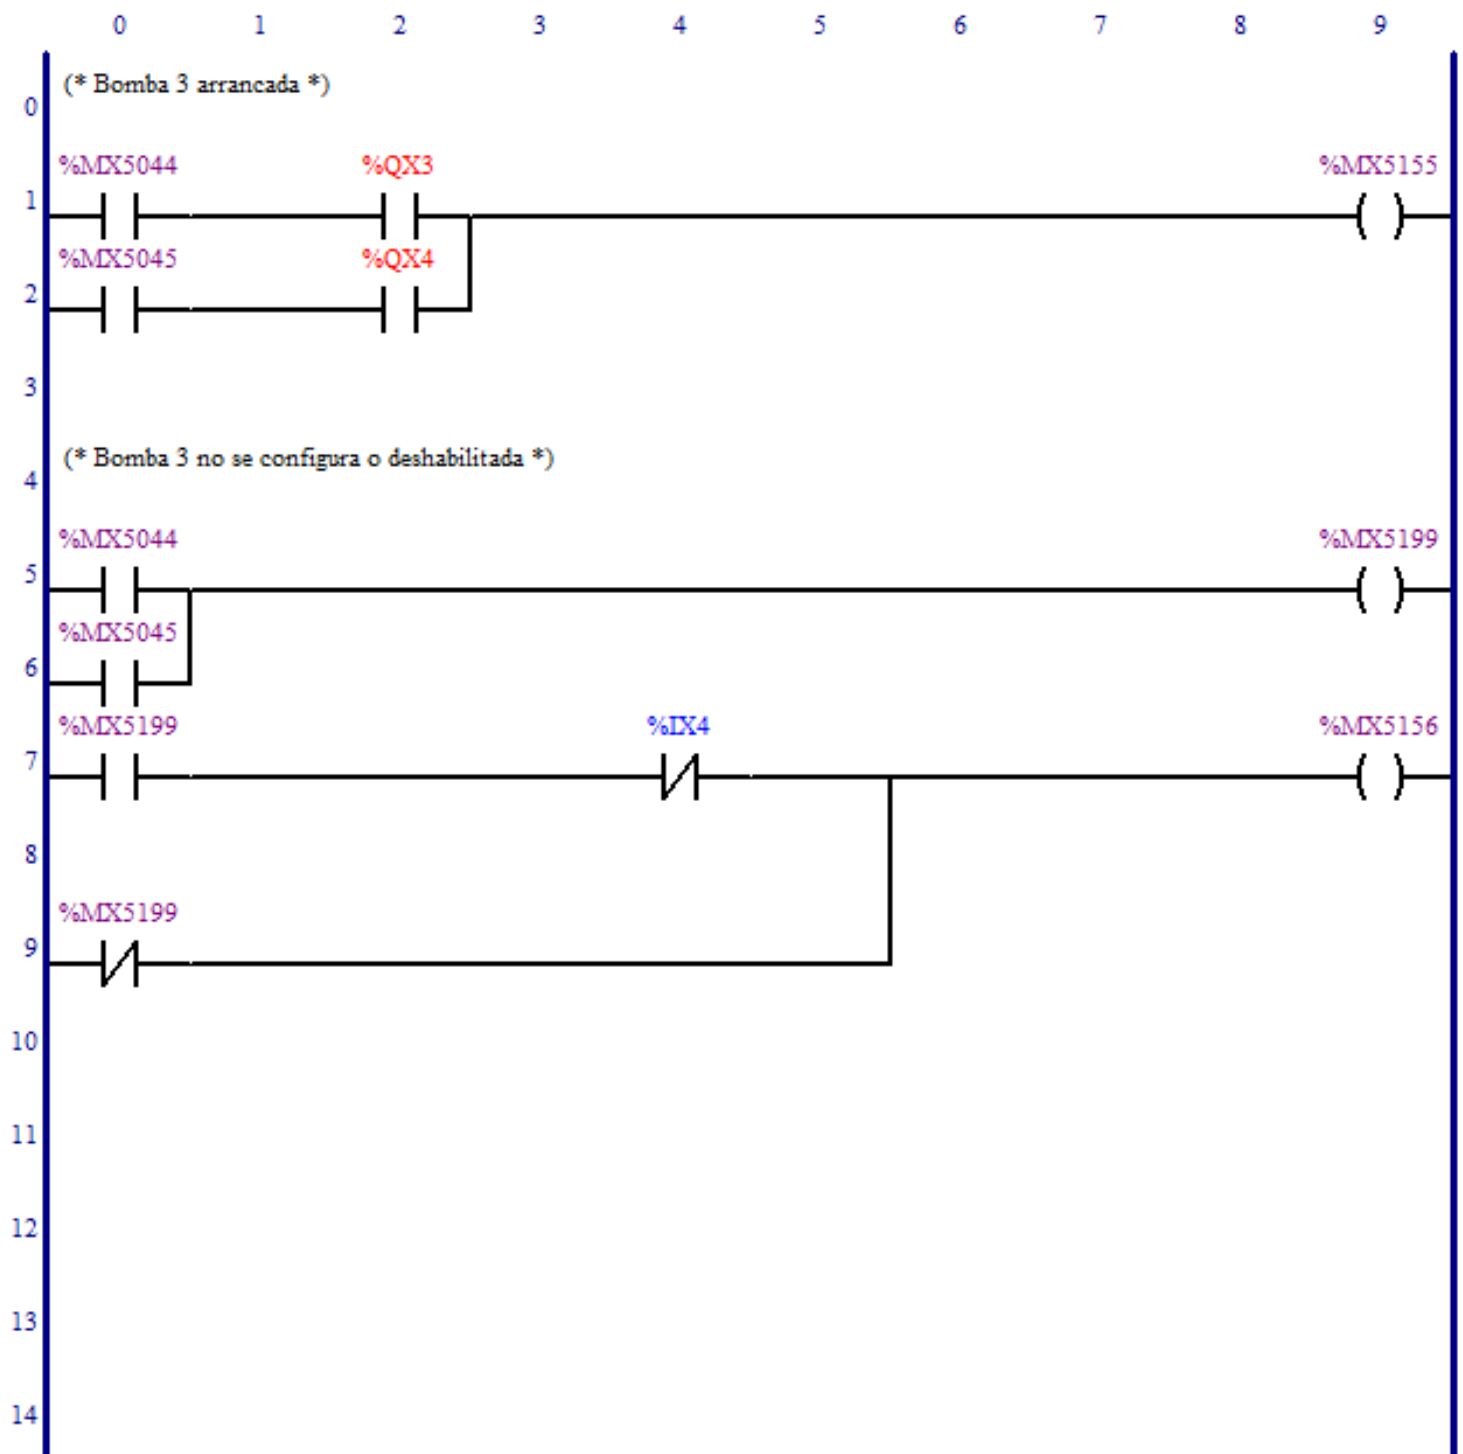 0 1 2 3 4 5 6 7 8 9
(* Bomba 3 arrancada *)
0
%MX5044 %QX3 %MX5155
1
%MX5045 %QX4
2
3
(* Bomba 3 no se configura o deshabilitada *)
4
%MX5044 %MX5199
5
%MX5045
6
%MX5199 %IX4 %MX5156
7
8
%MX5199
9
10
11
12
13
14